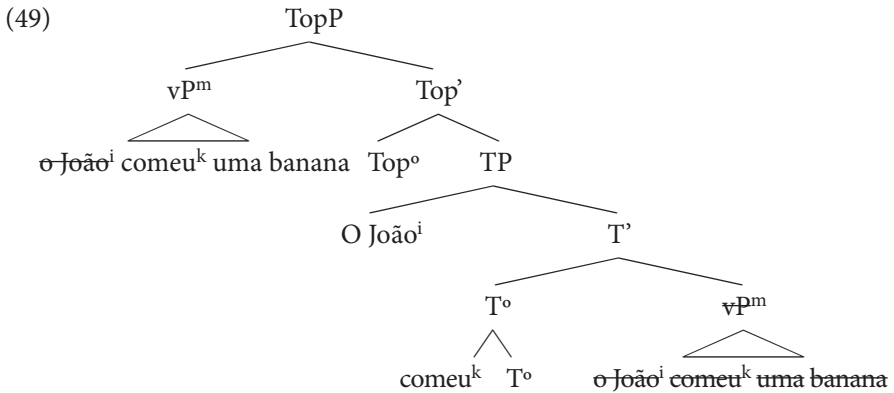 (49) TopP
vPᵐ Top’
o Joãoⁱ comeuᵏ uma banana Topº TP
O Joãoⁱ T’
Tº vPᵐ
comeuᵏ Tº o Joãoⁱ comeuᵏ uma banana